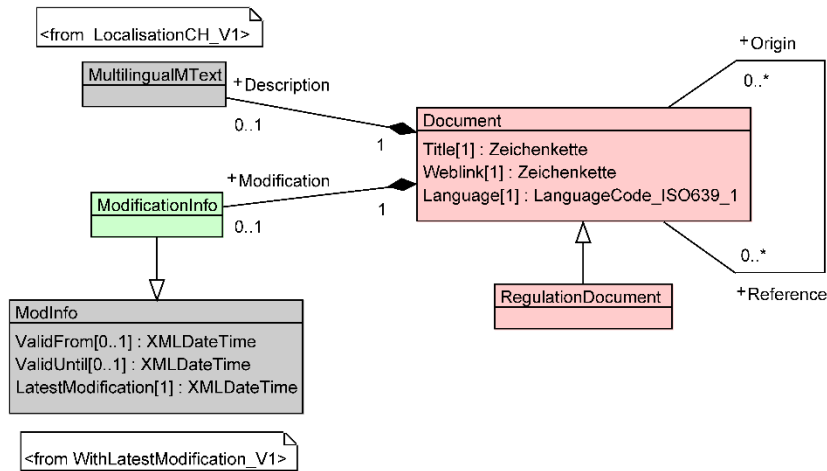 <from LocalisationCH_V1>
MultilingualMText
+Description
0..1
1
+Origin
0..*
Document
Title[1] : Zeichenkette
Weblink[1] : Zeichenkette
Language[1] : LanguageCode_ISO639_1
+Modification
ModificationInfo
0..1
1
0..*
+Reference
RegulationDocument
ModInfo
ValidFrom[0..1] : XMLDateTime
ValidUntil[0..1] : XMLDateTime
LatestModification[1] : XMLDateTime
<from WithLatestModification_V1>